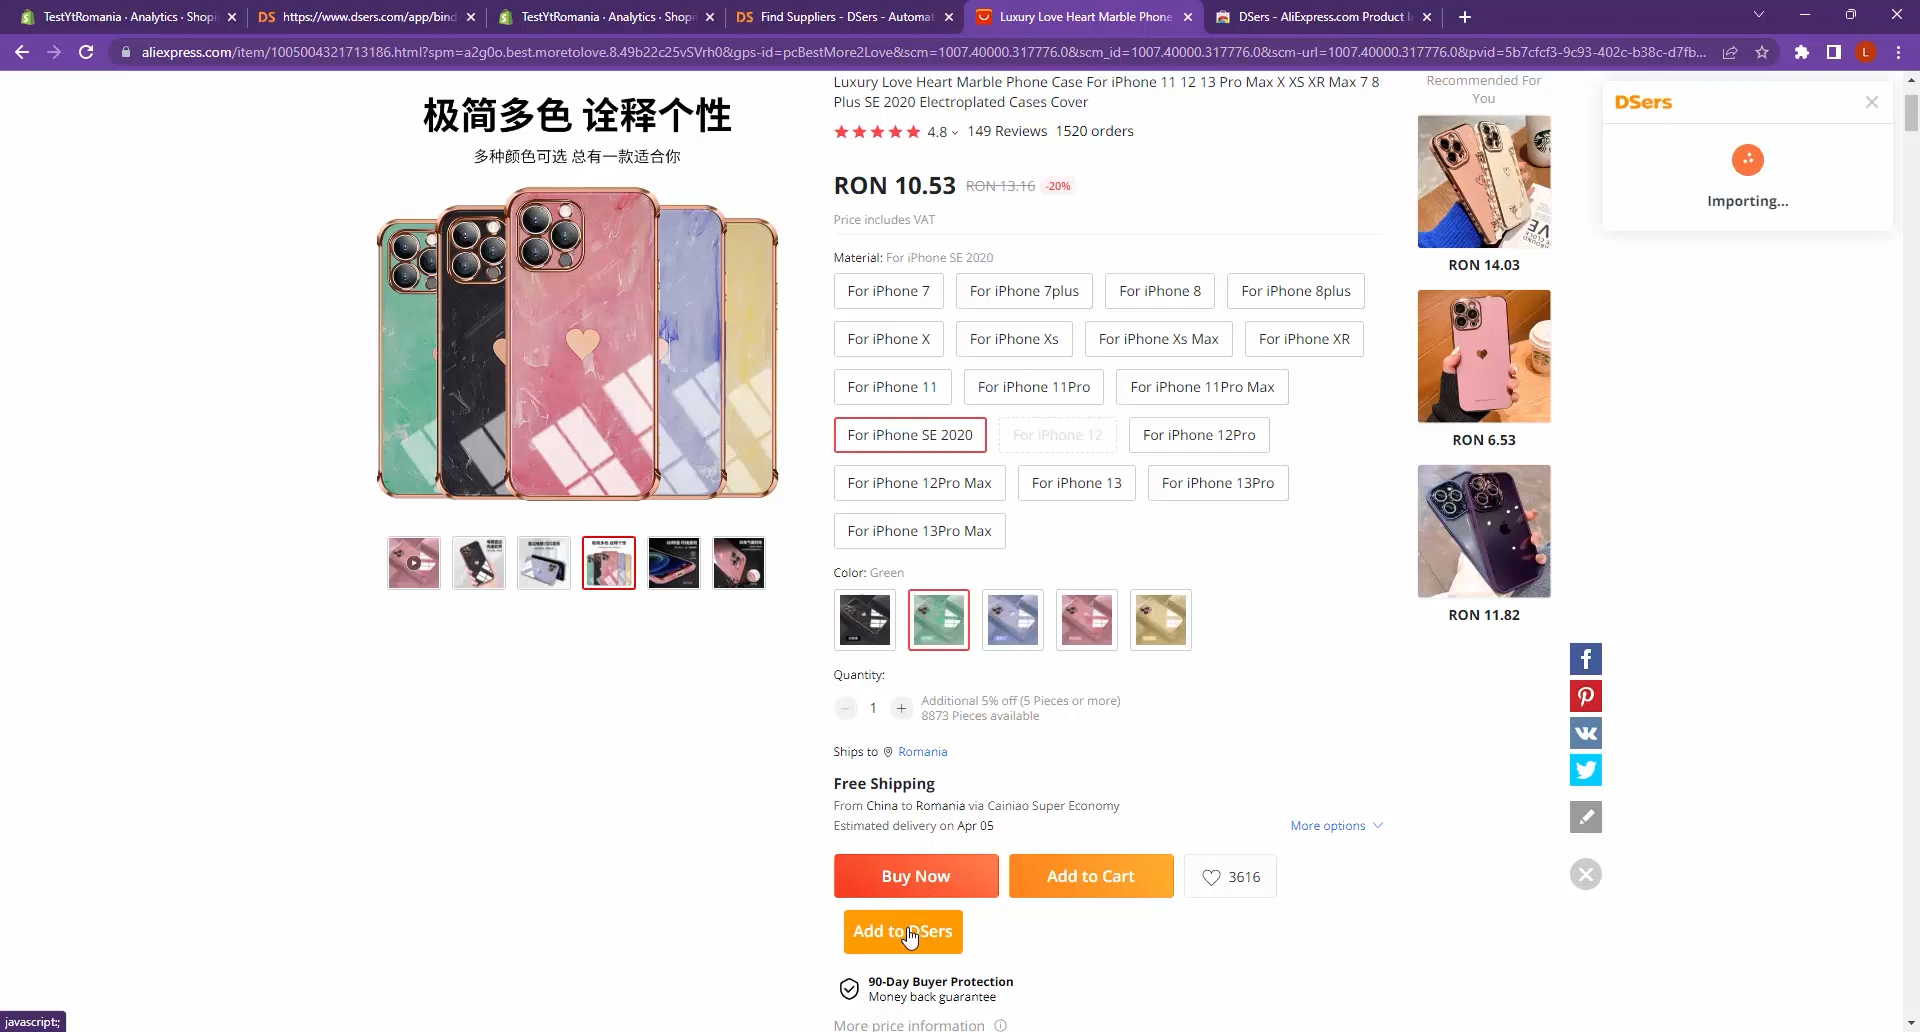 TestYtRomania · Analytics · Shopi
https://www.dsers.com/app/bind
TestYtRomania · Analytics · Shopi
Find Suppliers - DSers - Automat
Luxury Love Heart Marble Phone
DSers - AliExpress.com Product I
aliexpress.com/item/1005004321713186.html?spm=a2g0o.best.moretolove.8.49b22c25vSVrh0&gps-id=pcBestMore2Love&scm=1007.40000.317776.0&scm_id=1007.40000.317776.0&scm-url=1007.40000.317776.0&pvid=5b7cfcf3-9c93-402c-b38c-d7fb...
L
极简多色 诠释个性
多种颜色可选 总有一款适合你
Luxury Love Heart Marble Phone Case For iPhone 11 12 13 Pro Max X XS XR Max 7 8
Plus SE 2020 Electroplated Cases Cover
4.8 149 Reviews 1520 orders
RON 10.53 RON 13.16 -20%
Price includes VAT
Material: For iPhone SE 2020
For iPhone 7 For iPhone 7plus For iPhone 8 For iPhone 8plus
For iPhone X For iPhone Xs For iPhone Xs Max For iPhone XR
For iPhone 11 For iPhone 11Pro For iPhone 11Pro Max
For iPhone SE 2020 For iPhone 12 For iPhone 12Pro
For iPhone 12Pro Max For iPhone 13 For iPhone 13Pro
For iPhone 13Pro Max
Color: Green
Quantity:
1
Additional 5% off (5 Pieces or more)
8873 Pieces available
Ships to Romania
Free Shipping
From China to Romania via Cainiao Super Economy
Estimated delivery on Apr 05
More options
Buy Now Add to Cart 3616
Add to DSers
90-Day Buyer Protection
Money back guarantee
More price information
Recommended For
You
RON 14.03
RON 6.53
RON 11.82
DSers
Importing...
javascript:;